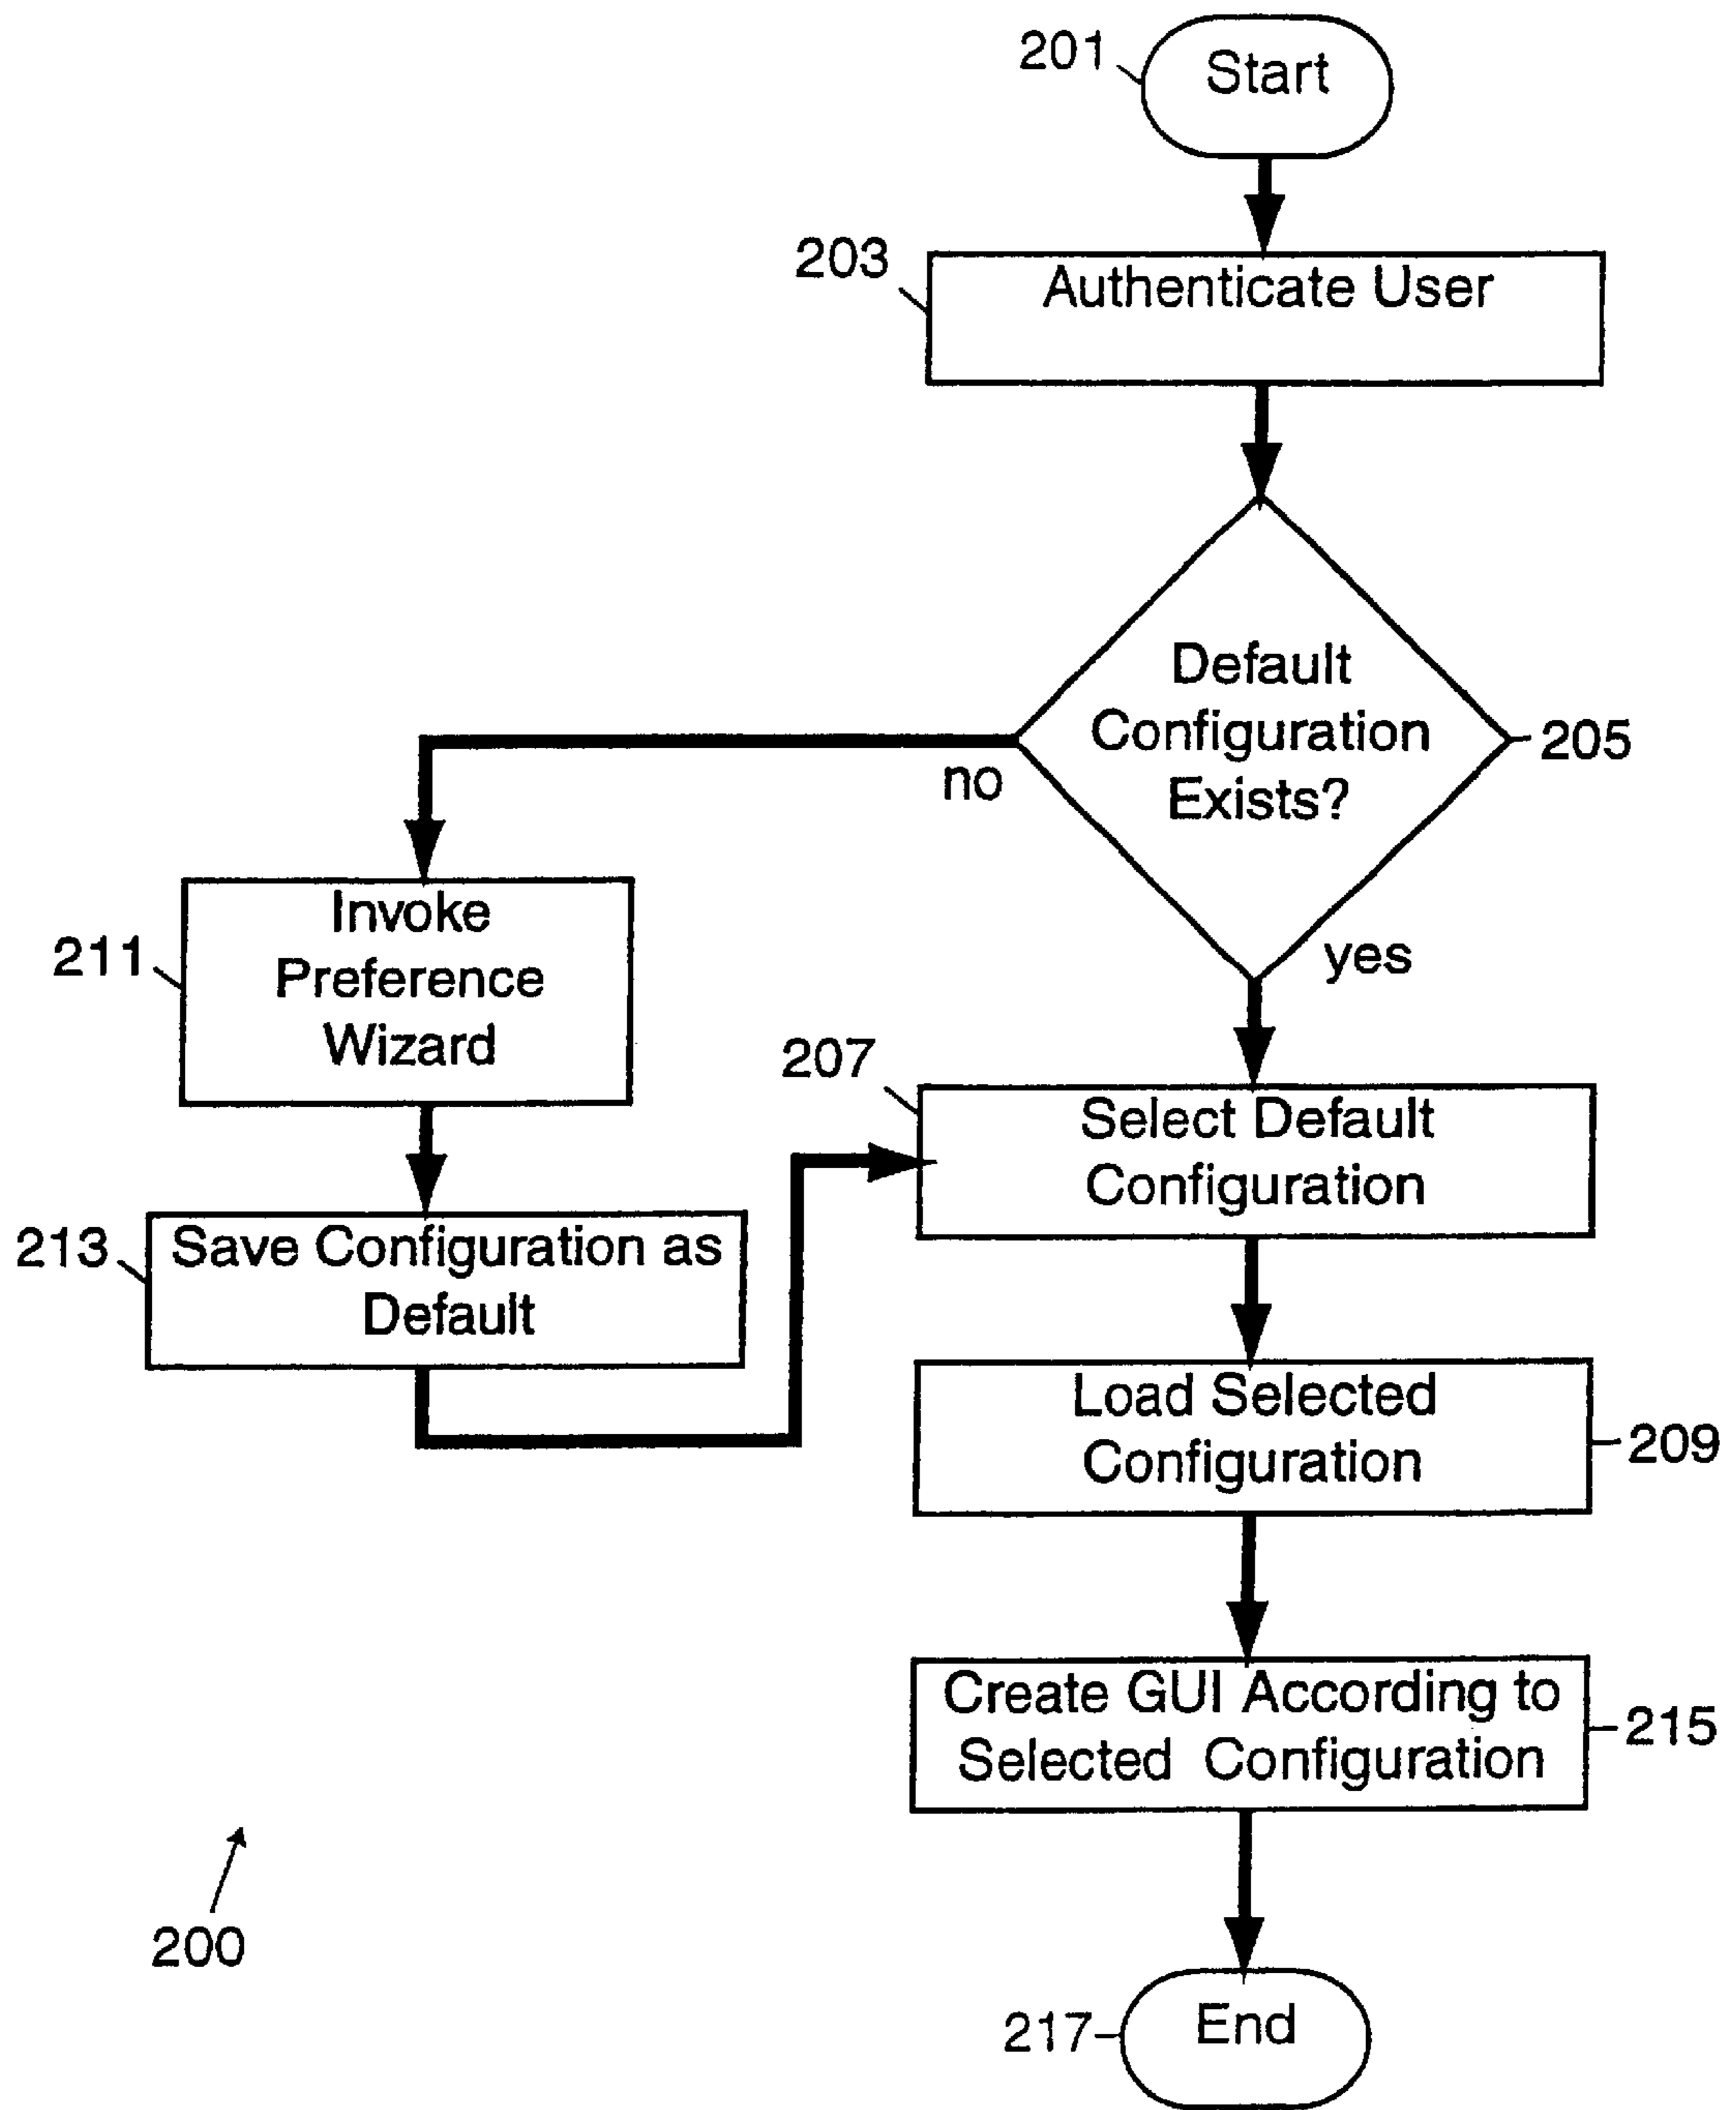 201
Start
203
Authenticate User
Default
Configuration
Exists?
205
no
yes
211
Invoke
Preference
Wizard
207
Select Default
Configuration
213
Save Configuration as
Default
Load Selected
Configuration
209
Create GUI According to
Selected Configuration
215
200
217
End